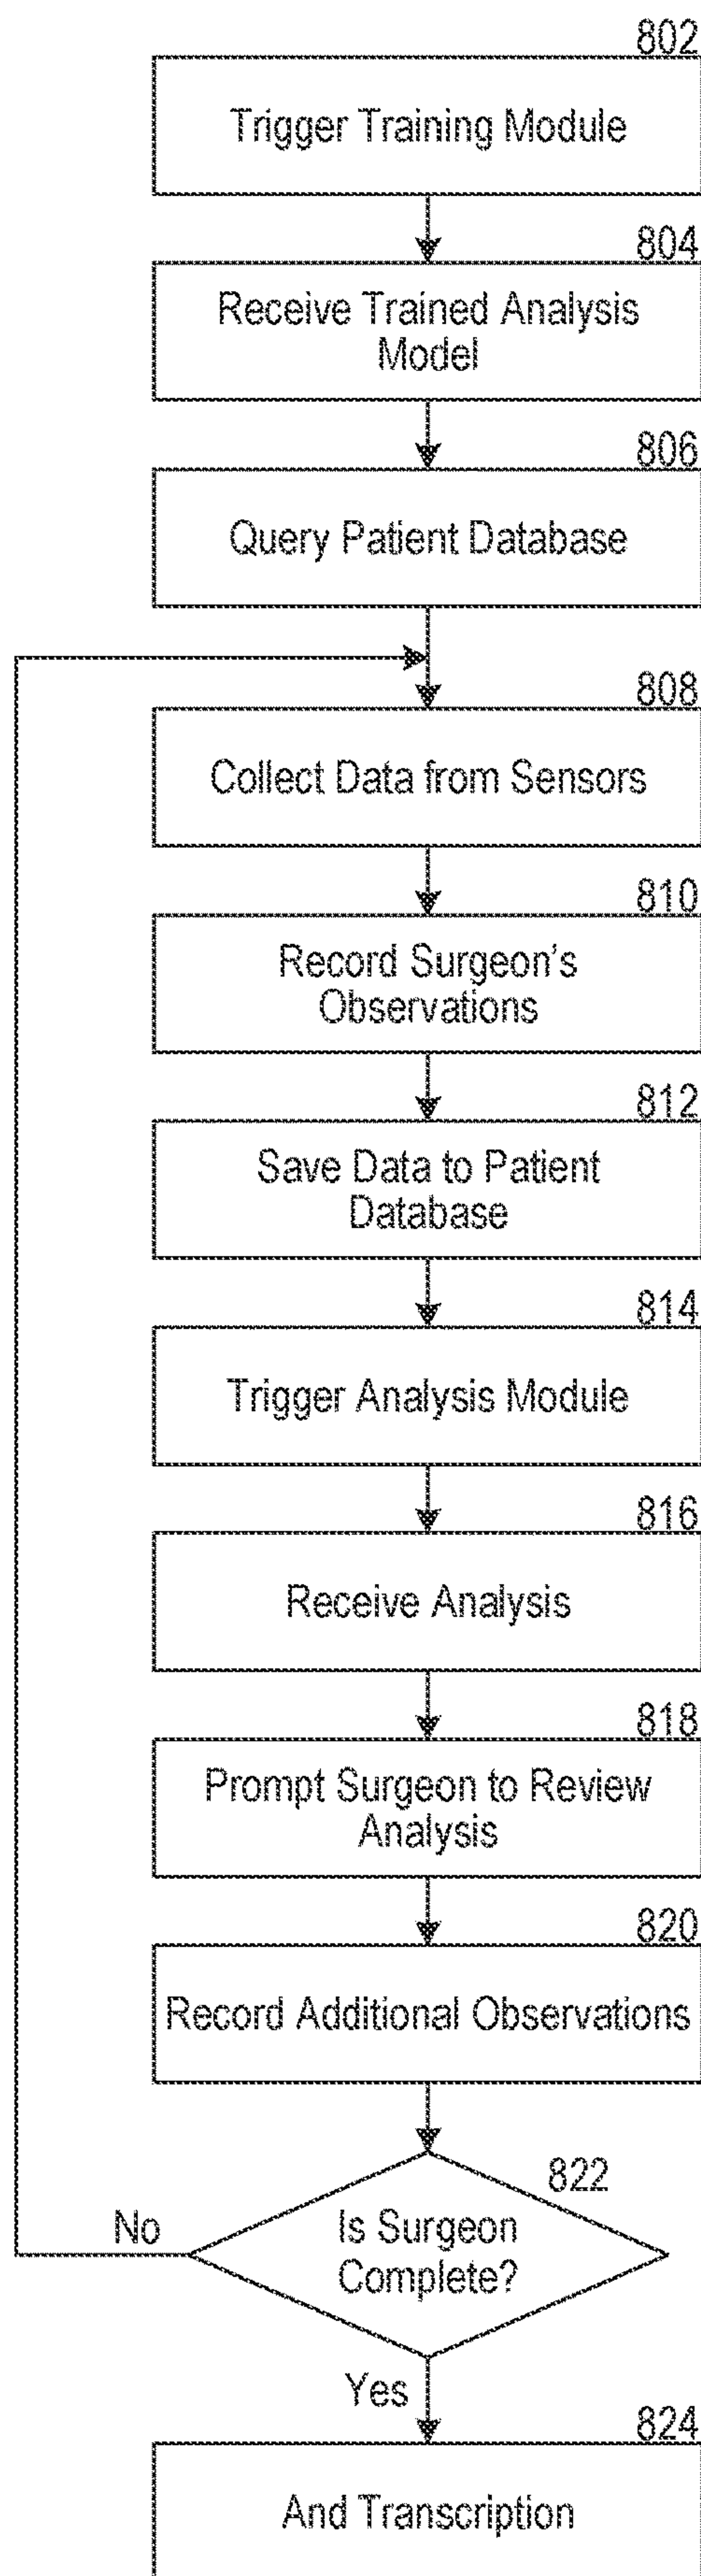 802
Trigger Training Module
804
Receive Trained Analysis
Model
806
Query Patient Database
808
Collect Data from Sensors
810
Record Surgeon's
Observations
812
Save Data to Patient
Database
814
Trigger Analysis Module
816
Receive Analysis
818
Prompt Surgeon to Review
Analysis
820
Record Additional Observations
822
Is Surgeon
Complete?
No
Yes
824
And Transcription